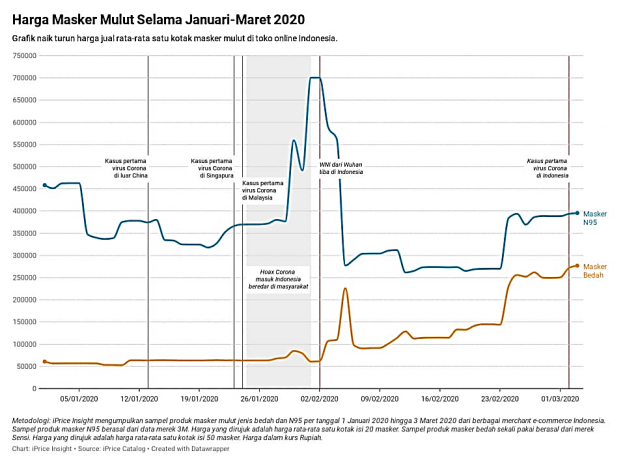 Harga Masker Mulut Selama Januari-Maret 2020
Grafik naik turun harga jual rata-rata satu kotak masker mulut di toko online Indonesia.
750000
700000
650000
600000
550000
500000
450000
400000
350000
300000
250000
200000
150000
100000
50000
0
Kasus pertama
virus Corona
di luar China
Kasus pertama
virus Corona
di Singapura
Kasus pertama
virus Corona
di Malaysia
WNI dari Wuhan
tiba di Indonesia
Kasus pertama
virus Corona
di Indonesia
Hoax Corona
masuk Indonesia
beredar di masyarakat
Masker
N95
Masker
Bedah
05/01/2020
12/01/2020
19/01/2020
26/01/2020
02/02/2020
09/02/2020
16/02/2020
23/02/2020
01/03/2020
Metodologi: iPrice Insight mengumpulkan sampel produk masker mulut jenis bedah dan N95 per tanggal 1 Januari 2020 hingga 3 Maret 2020 dari berbagai merchant e-commerce Indonesia.
Sampel produk masker N95 berasal dari merek 3M. Harga yang dirujuk adalah harga rata-rata satu kotak isi 20 masker. Sampel produk masker bedah sekali pakai berasal dari merek
Sensi. Harga yang dirujuk adalah harga rata-rata satu kotak isi 50 masker. Harga dalam kurs Rupiah.
Chart: iPrice Insight • Source: iPrice Catalog • Created with Datawrapper